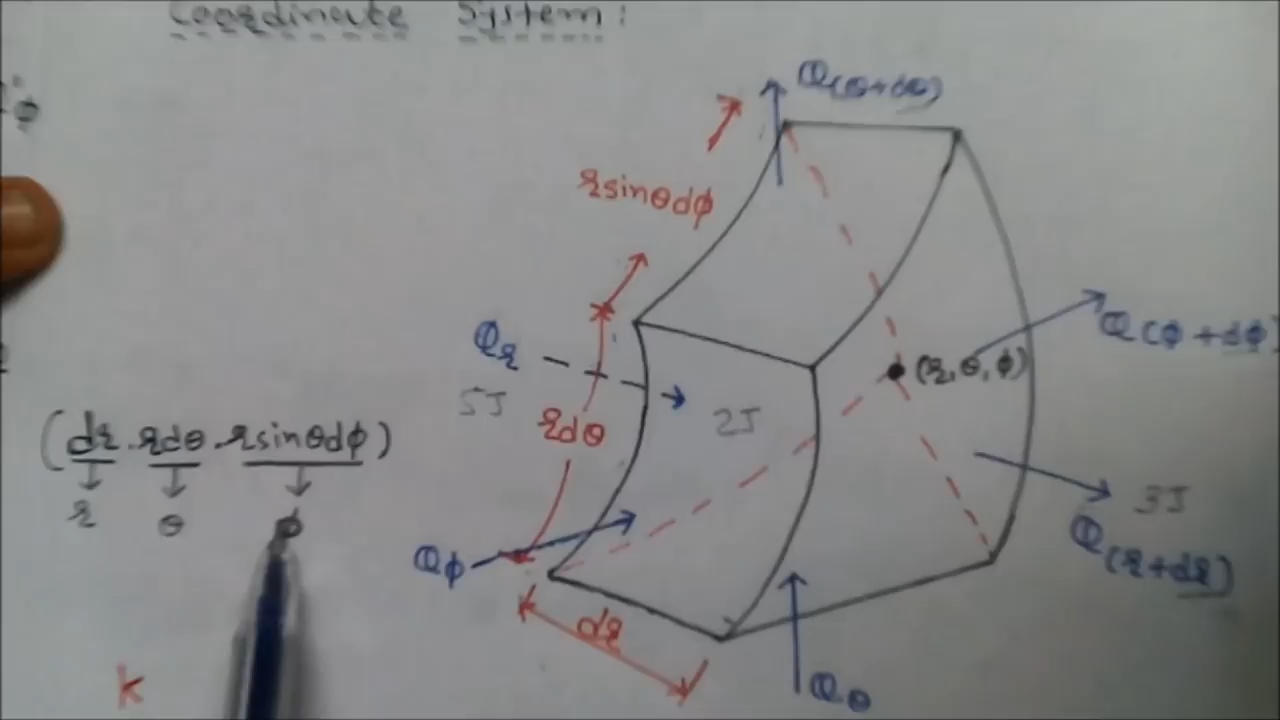 Coordinate System:
Q(θ+dθ)
ϕ
rsinθdϕ
Qr
5J
Q(ϕ+dϕ)
(r,θ,ϕ)
2J
rdθ
(dr.rdθ.rsinθdϕ)
r θ ϕ
3J
Q(r+dr)
Qϕ
dr
k
Qθ